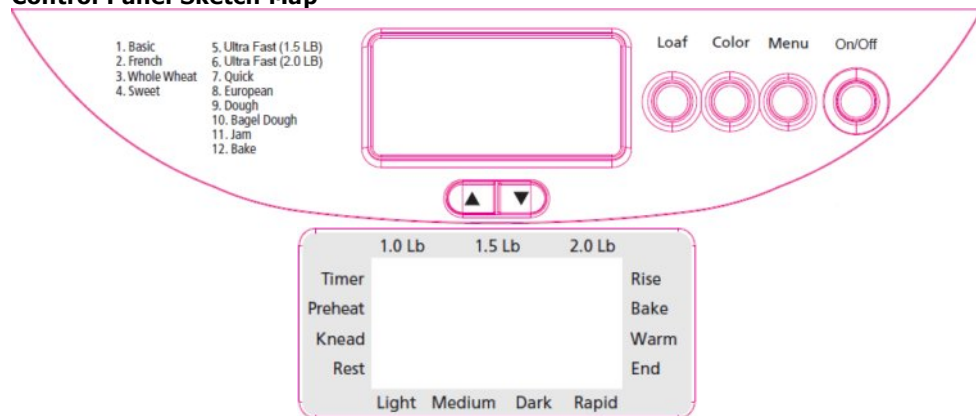 Control Panel Sketch Map
1. Basic
2. French
3. Whole Wheat
4. Sweet
5. Ultra Fast (1.5 LB)
6. Ultra Fast (2.0 LB)
7. Quick
8. European
9. Dough
10. Bagel Dough
11. Jam
12. Bake
Loaf Color Menu On/Off
1.0 Lb 1.5 Lb 2.0 Lb
Timer Rise
Preheat Bake
Knead Warm
Rest End
Light Medium Dark Rapid